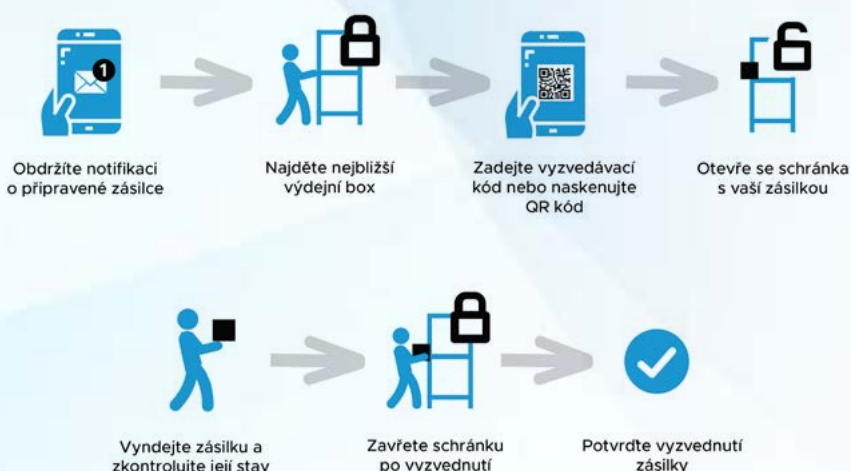 1
Obdržíte notifikaci
o připravené zásilce
Najděte nejbližší
výdejní box
Zadejte vyzvedávací
kód nebo naskenujte
QR kód
Otevře se schránka
s vaší zásilkou
Vyndejte zásilku a
zkontrolujte její stav
Zavřete schránku
po vyzvednutí
Potvrďte vyzvednutí
zásilky